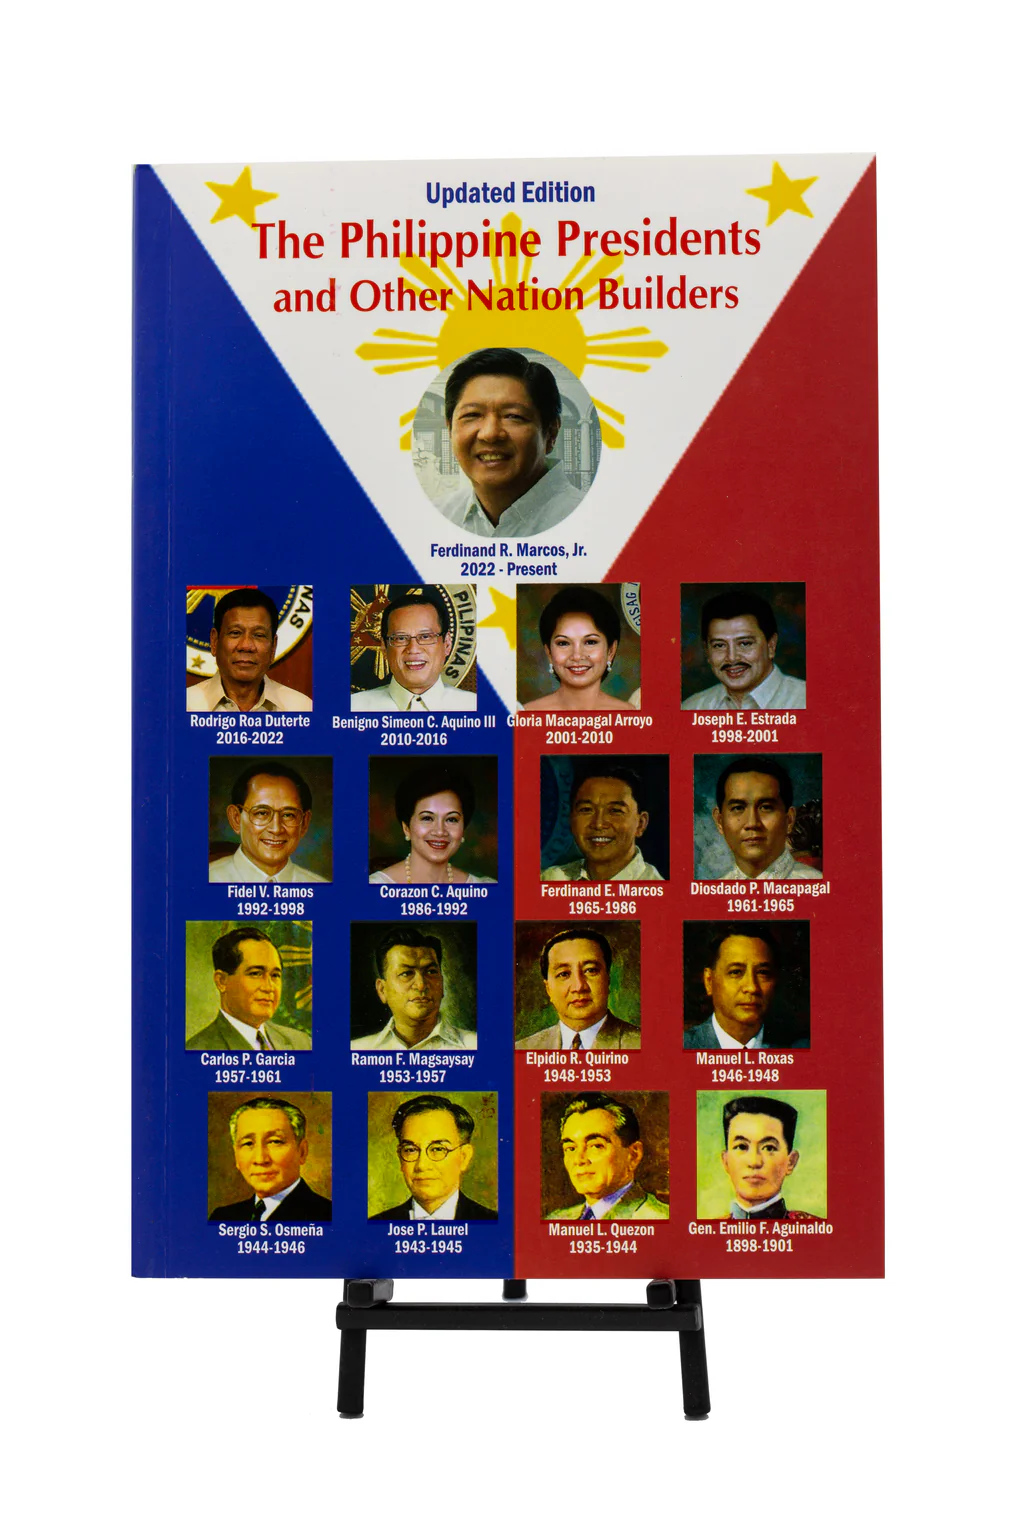 Updated Edition
The Philippine Presidents
and Other Nation Builders
Ferdinand R. Marcos, Jr.
2022 - Present
NAS
PILIPINAS
Rodrigo Roa Duterte
2016-2022
Benigno Simeon C. Aquino III
2010-2016
Gloria Macapagal Arroyo
2001-2010
Joseph E. Estrada
1998-2001
Fidel V. Ramos
1992-1998
Corazon C. Aquino
1986-1992
Ferdinand E. Marcos
1965-1986
Diosdado P. Macapagal
1961-1965
Carlos P. Garcia
1957-1961
Ramon F. Magsaysay
1953-1957
Elpidio R. Quirino
1948-1953
Manuel L. Roxas
1946-1948
Sergio S. Osmeña
1944-1946
Jose P. Laurel
1943-1945
Manuel L. Quezon
1935-1944
Gen. Emilio F. Aguinaldo
1898-1901